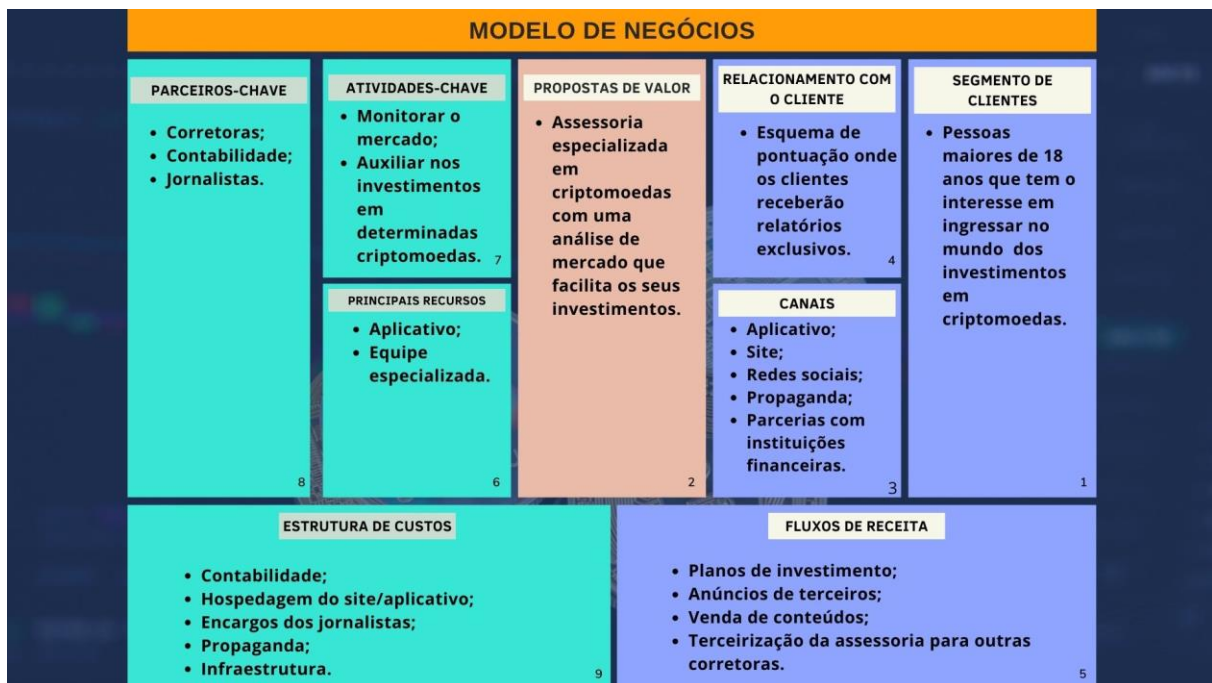 MODELO DE NEGÓCIOS
PARCEIROS-CHAVE
• Corretoras;
• Contabilidade;
• Jornalistas.
8
ATIVIDADES-CHAVE
• Monitorar o
mercado;
• Auxiliar nos
investimentos
em
determinadas
criptomoedas.
7
PRINCIPAIS RECURSOS
• Aplicativo;
• Equipe
especializada.
6
PROPOSTAS DE VALOR
• Assessoria
especializada
em
criptomoedas
com uma
análise de
mercado que
facilita os seus
investimentos.
2
RELACIONAMENTO COM
O CLIENTE
• Esquema de
pontuação onde
os clientes
receberão
relatórios
exclusivos.
4
CANAIS
• Aplicativo;
• Site;
• Redes sociais;
• Propaganda;
• Parcerias com
instituições
financeiras.
3
SEGMENTO DE
CLIENTES
• Pessoas
maiores de 18
anos que tem o
interesse em
ingressar no
mundo dos
investimentos
em
criptomoedas.
1
ESTRUTURA DE CUSTOS
• Contabilidade;
• Hospedagem do site/aplicativo;
• Encargos dos jornalistas;
• Propaganda;
• Infraestrutura.
9
FLUXOS DE RECEITA
• Planos de investimento;
• Anúncios de terceiros;
• Venda de conteúdos;
• Terceirização da assessoria para outras
corretoras.
5